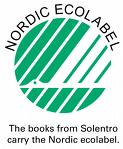 NORDIC ECOLABEL
The books from Solentro
carry the Nordic ecolabel.